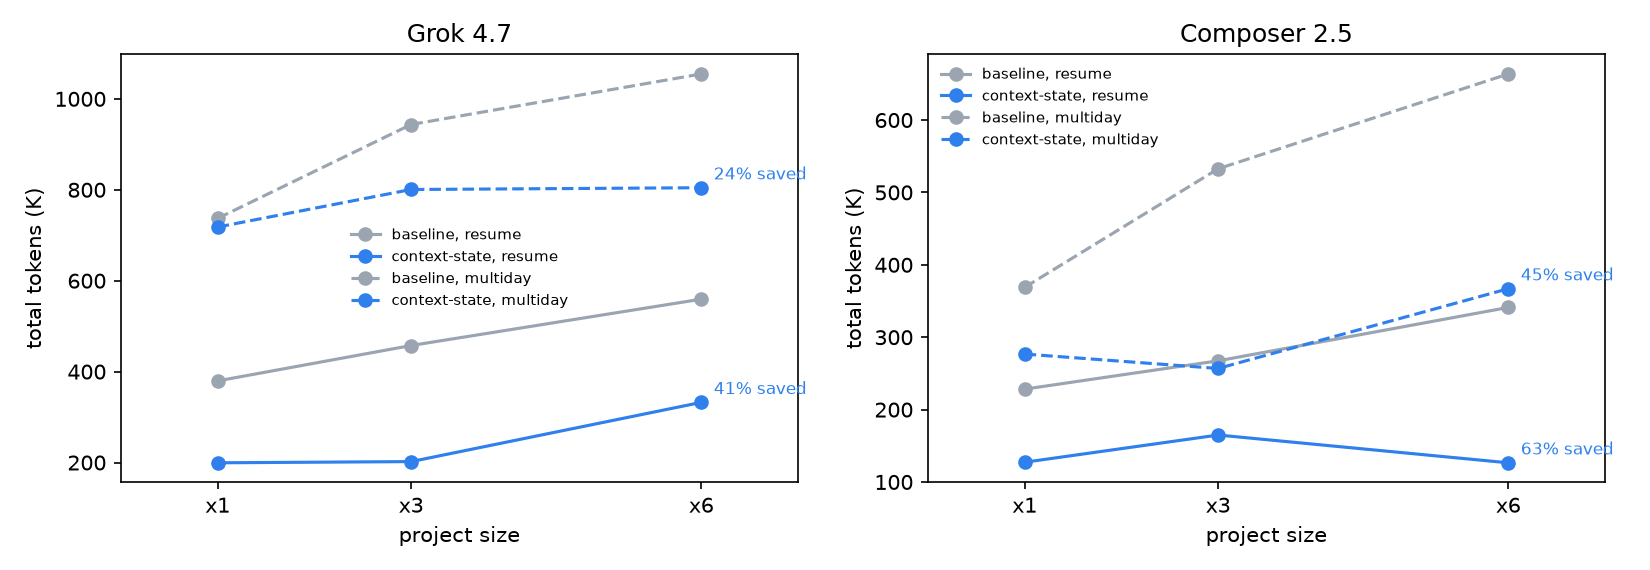 Grok 4.7
total tokens (K)
1000
800
600
400
200
24% saved
baseline, resume
context-state, resume
baseline, multiday
context-state, multiday
41% saved
x1
x3
x6
project size
Composer 2.5
total tokens (K)
600
500
400
300
200
100
baseline, resume
context-state, resume
baseline, multiday
context-state, multiday
45% saved
63% saved
x1
x3
x6
project size